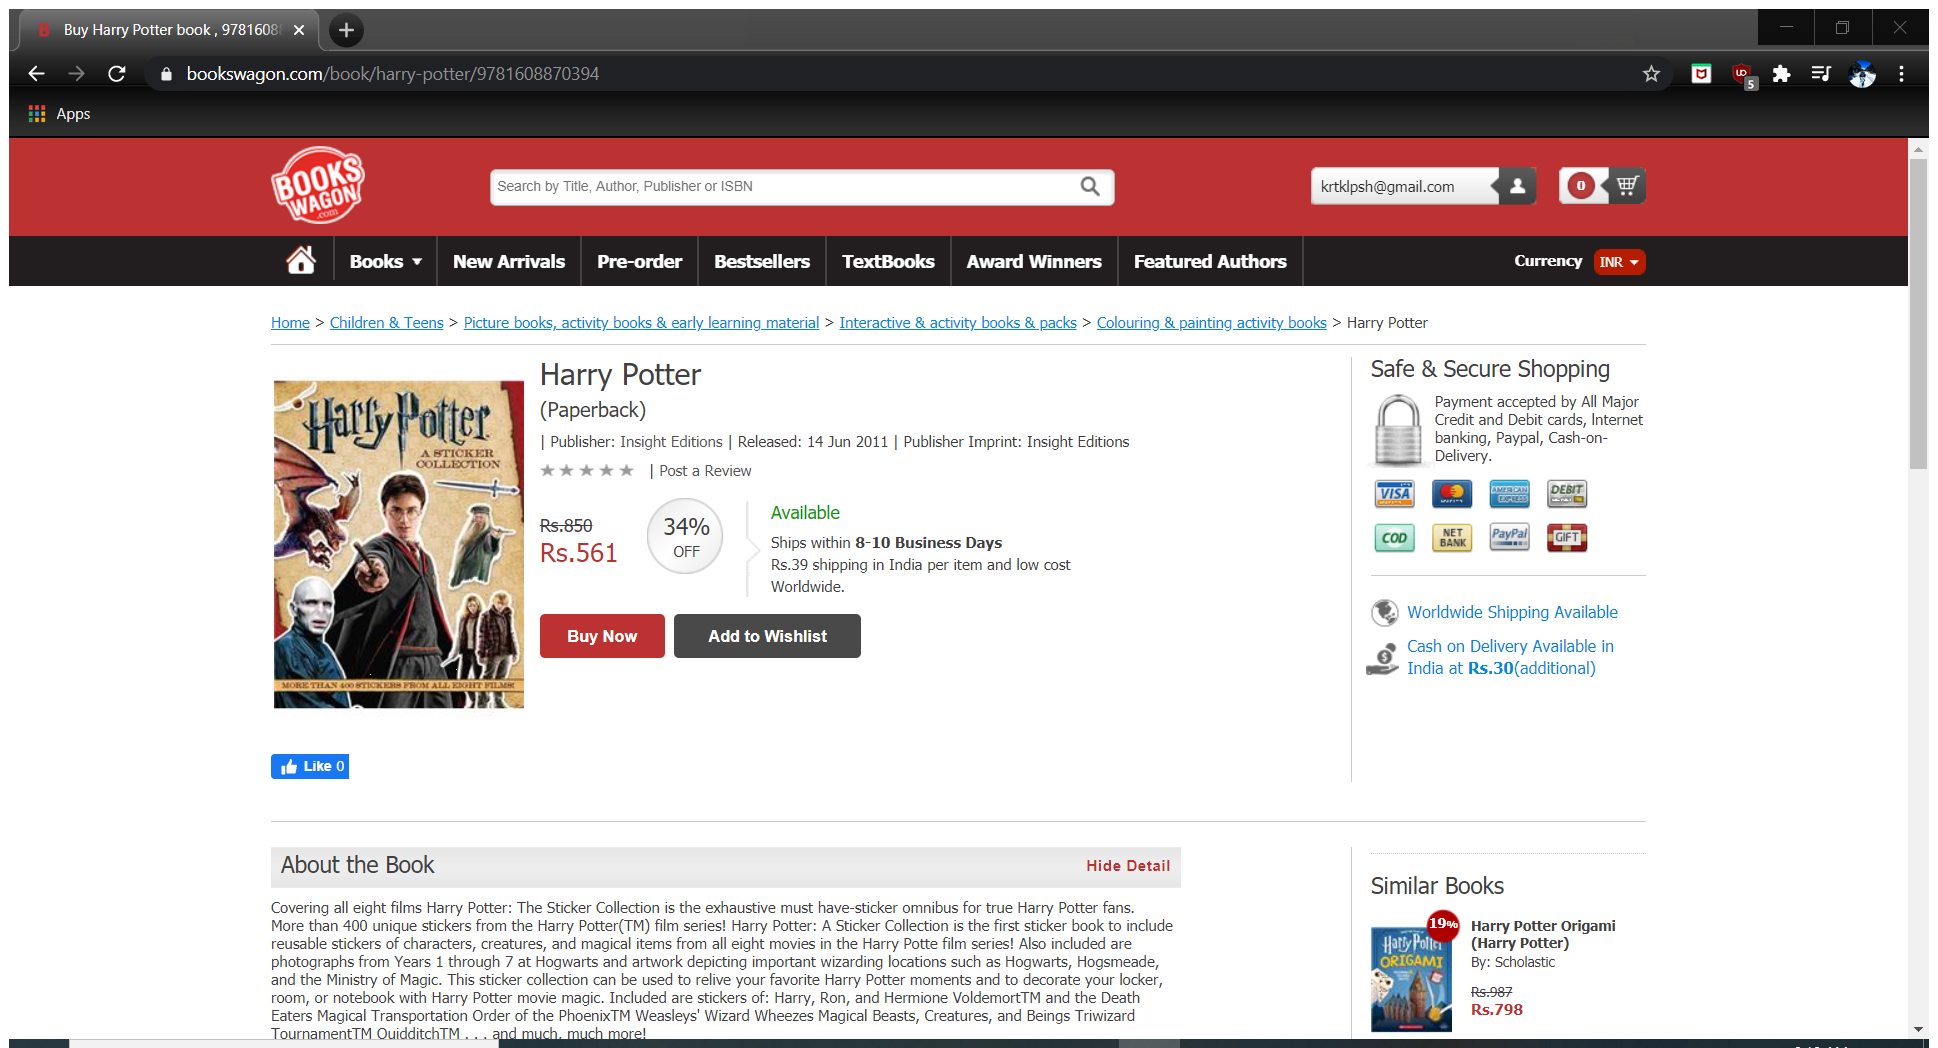 Buy Harry Potter book , 97816088
bookswagon.com/book/harry-potter/9781608870394
5
Apps
BOOKS WAGON .com
Search by Title, Author, Publisher or ISBN
krtklpsh@gmail.com
0
Books
New Arrivals
Pre-order
Bestsellers
TextBooks
Award Winners
Featured Authors
Currency
INR
Home > Children & Teens > Picture books, activity books & early learning material > Interactive & activity books & packs > Colouring & painting activity books > Harry Potter
Harry Potter
A STICKER
COLLECTION
MORE THAN 400 STICKERS FROM ALL EIGHT FILMS!
Harry Potter
(Paperback)
| Publisher: Insight Editions | Released: 14 Jun 2011 | Publisher Imprint: Insight Editions
| Post a Review
Rs.850
Rs.561
34%
OFF
Available
Ships within 8-10 Business Days
Rs.39 shipping in India per item and low cost
Worldwide.
Buy Now
Add to Wishlist
Like 0
Safe & Secure Shopping
Payment accepted by All Major
Credit and Debit cards, Internet
banking, Paypal, Cash-on-
Delivery.
VISA
AMERICAN EXPRESS
DEBIT
COD
NET BANK
PayPal
GIFT
Worldwide Shipping Available
Cash on Delivery Available in
India at Rs.30(additional)
About the Book
Hide Detail
Covering all eight films Harry Potter: The Sticker Collection is the exhaustive must have-sticker omnibus for true Harry Potter fans.
More than 400 unique stickers from the Harry Potter(TM) film series! Harry Potter: A Sticker Collection is the first sticker book to include
reusable stickers of characters, creatures, and magical items from all eight movies in the Harry Potte film series! Also included are
photographs from Years 1 through 7 at Hogwarts and artwork depicting important wizarding locations such as Hogwarts, Hogsmeade,
and the Ministry of Magic. This sticker collection can be used to relive your favorite Harry Potter moments and to decorate your locker,
room, or notebook with Harry Potter movie magic. Included are stickers of: Harry, Ron, and Hermione VoldemortTM and the Death
Eaters Magical Transportation Order of the PhoenixTM Weasleys' Wizard Wheezes Magical Beasts, Creatures, and Beings Triwizard
TournamentTM QuidditchTM . . . and much, much more!
Similar Books
19%
Harry Potter
ORIGAMI
Harry Potter Origami
(Harry Potter)
By: Scholastic
Rs.987
Rs.798